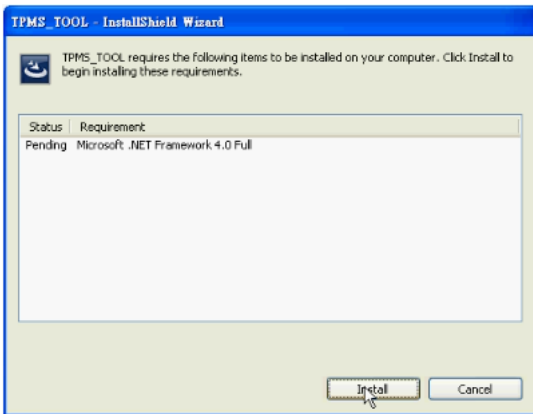 TPMS_TOOL - InstallShield Wizard
TPMS_TOOL requires the following items to be installed on your computer. Click Install to
begin installing these requirements.
Status Requirement
Pending Microsoft .NET Framework 4.0 Full
Install Cancel